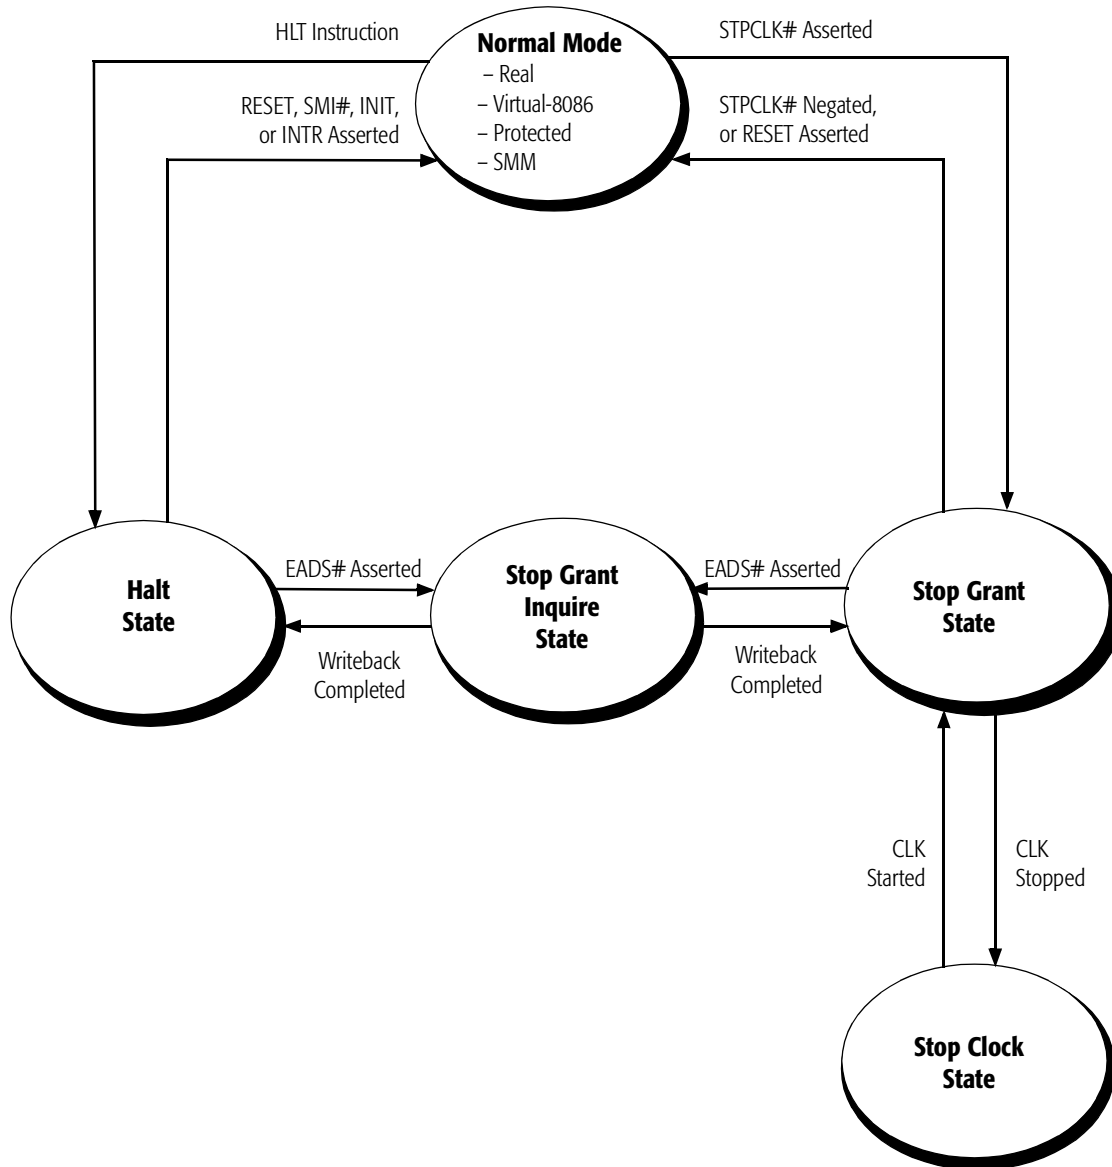 HLT Instruction
Normal Mode
– Real
– Virtual-8086
– Protected
– SMM
STPCLK# Asserted
RESET, SMI#, INIT,
or INTR Asserted
STPCLK# Negated,
or RESET Asserted
Halt
State
EADS# Asserted
Writeback
Completed
Stop Grant
Inquire
State
EADS# Asserted
Writeback
Completed
Stop Grant
State
CLK
Started
CLK
Stopped
Stop Clock
State